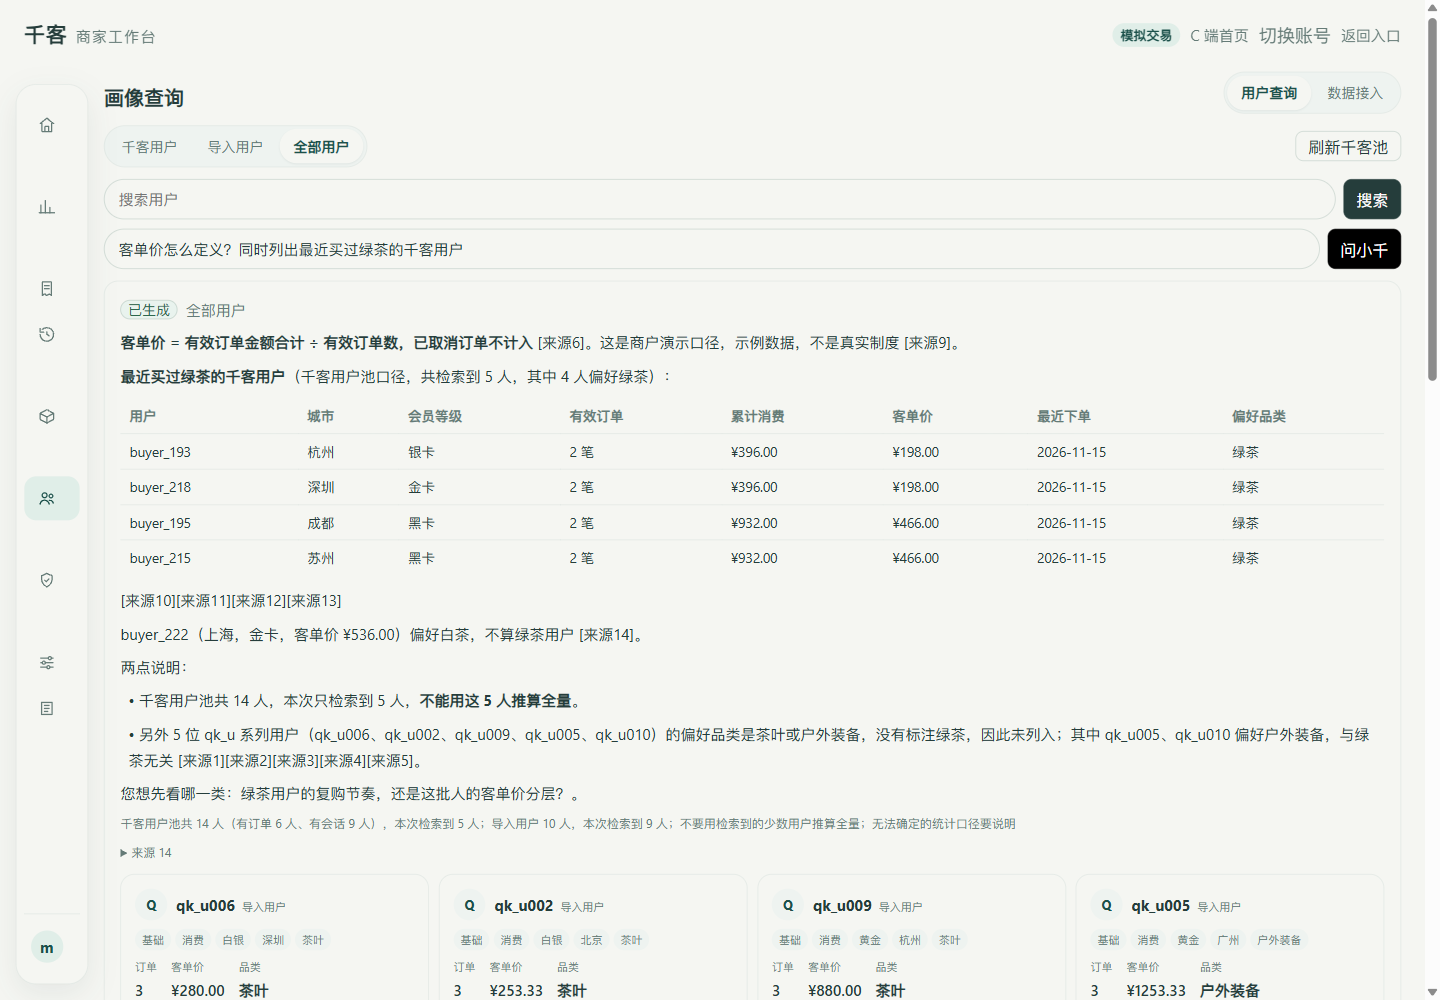 千客 商家工作台
模拟交易 C 端首页 切换账号 返回入口
画像查询
用户查询 数据接入
千客用户 导入用户 全部用户
刷新千客池
搜索用户
搜索
客单价怎么定义？同时列出最近买过绿茶的千客用户
问小千
已生成 全部用户
客单价 = 有效订单金额合计 ÷ 有效订单数，已取消订单不计入 [来源6]。这是商户演示口径，示例数据，不是真实制度 [来源9]。
最近买过绿茶的千客用户（千客用户池口径，共检索到 5 人，其中 4 人偏好绿茶）：
用户 城市 会员等级 有效订单 累计消费 客单价 最近下单 偏好品类
buyer_193 杭州 银卡 2 笔 ¥396.00 ¥198.00 2026-11-15 绿茶
buyer_218 深圳 金卡 2 笔 ¥396.00 ¥198.00 2026-11-15 绿茶
buyer_195 成都 黑卡 2 笔 ¥932.00 ¥466.00 2026-11-15 绿茶
buyer_215 苏州 黑卡 2 笔 ¥932.00 ¥466.00 2026-11-15 绿茶
[来源10][来源11][来源12][来源13]
buyer_222（上海，金卡，客单价 ¥536.00）偏好白茶，不算绿茶用户 [来源14]。
两点说明：
• 千客用户池共 14 人，本次只检索到 5 人，不能用这 5 人推算全量。
• 另外 5 位 qk_u 系列用户（qk_u006、qk_u002、qk_u009、qk_u005、qk_u010）的偏好品类是茶叶或户外装备，没有标注绿茶，因此未列入；其中 qk_u005、qk_u010 偏好户外装备，与绿
茶无关 [来源1][来源2][来源3][来源4][来源5]。
您想先看哪一类：绿茶用户的复购节奏，还是这批人的客单价分层？。
千客用户池共 14 人（有订单 6 人、有会话 9 人），本次检索到 5 人；导入用户 10 人，本次检索到 9 人；不要用检索到的少数用户推算全量；无法确定的统计口径要说明
▶ 来源 14
Q qk_u006 导入用户
基础 消费 白银 深圳 茶叶
订单 客单价 品类
3 ¥280.00 茶叶
Q qk_u002 导入用户
基础 消费 白银 北京 茶叶
订单 客单价 品类
3 ¥253.33 茶叶
Q qk_u009 导入用户
基础 消费 黄金 杭州 茶叶
订单 客单价 品类
3 ¥880.00 茶叶
Q qk_u005 导入用户
基础 消费 黄金 广州 户外装备
订单 客单价 品类
3 ¥1253.33 户外装备
m